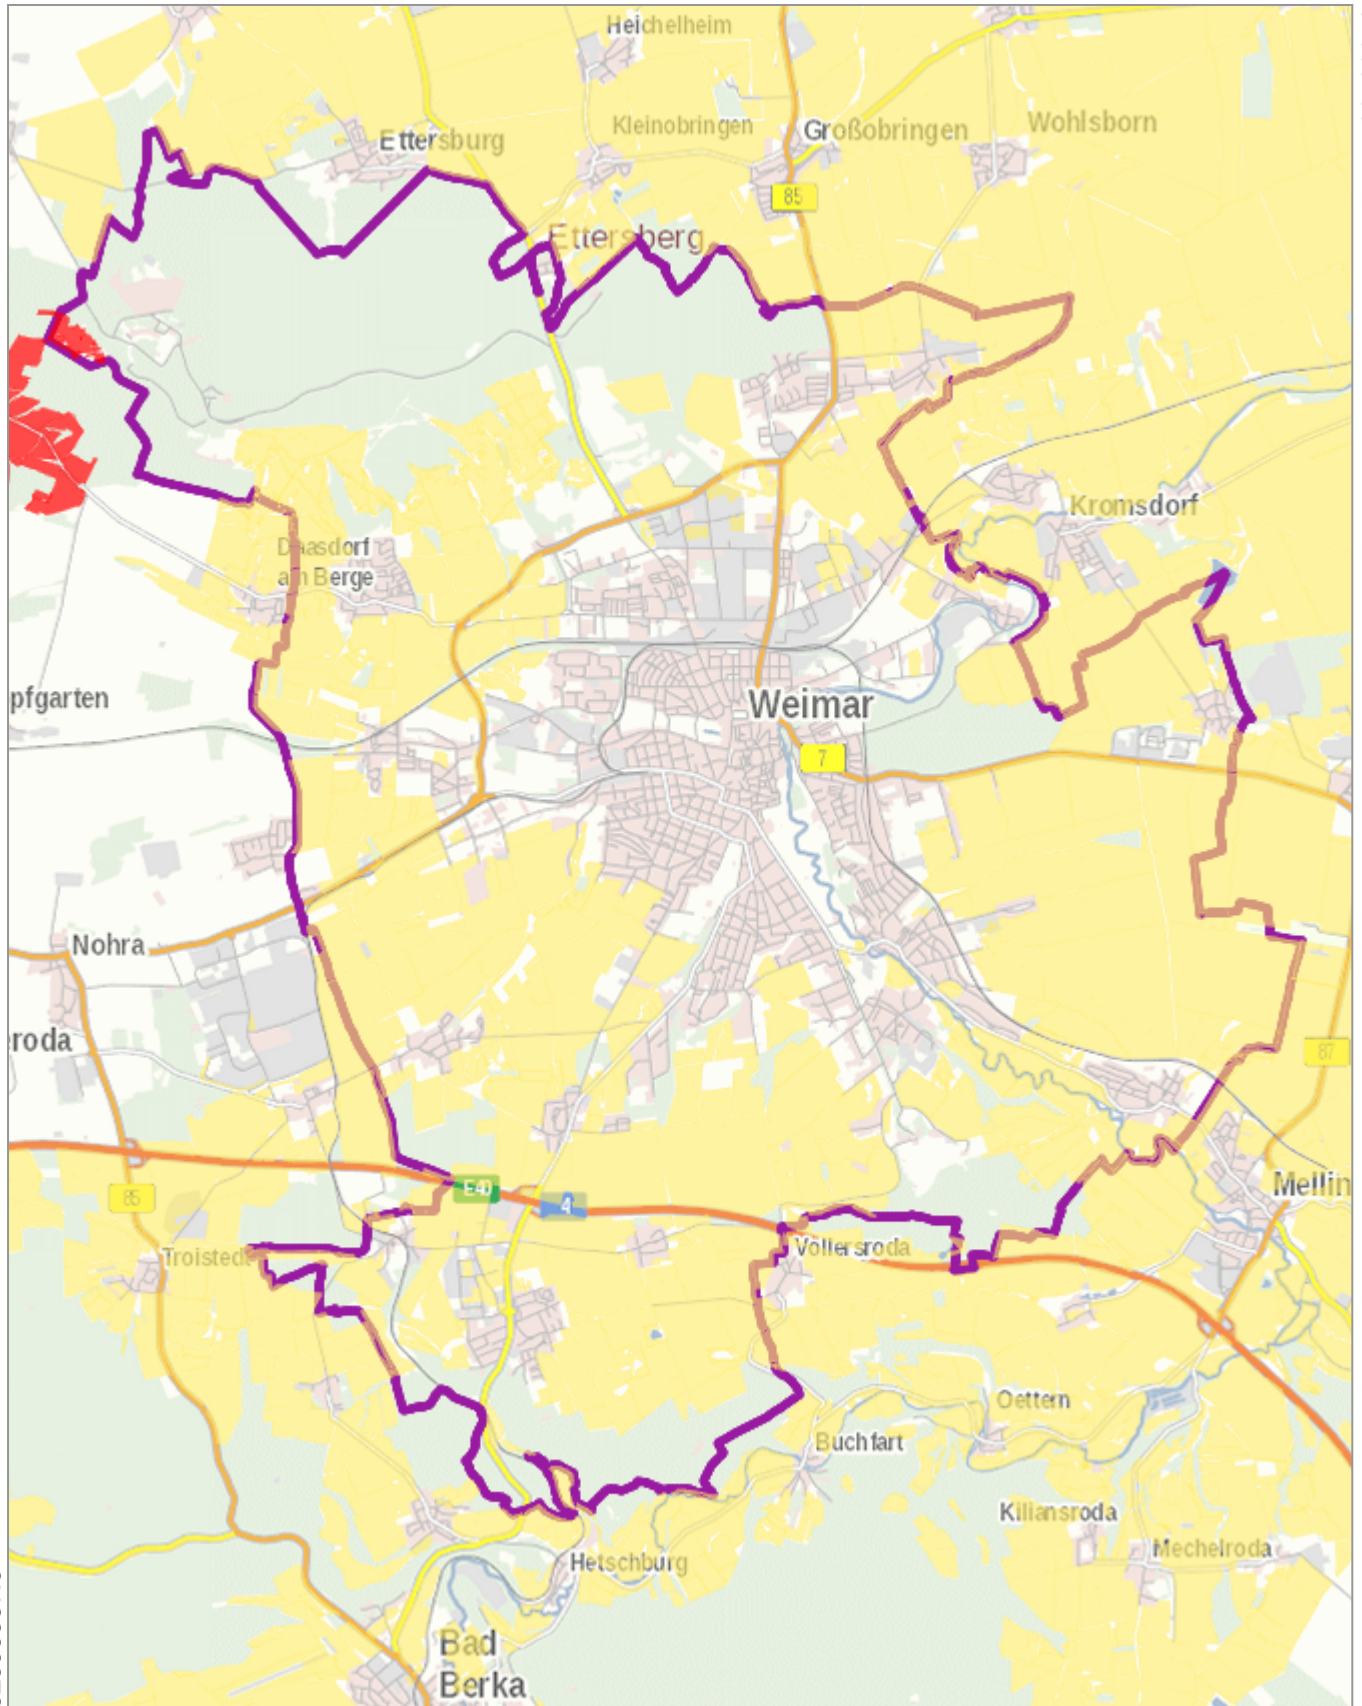 Heichelheim
Kleinobringen
Großobringen
Wohlsborn
Ettersburg
85
Ettersberg
Kromsdorf
Daasdorf
am Berge
pfgarten
Weimar
7
Nohra
roda
87
E40
4
85
Mellin
Troistedt
Vollersroda
Oettern
Buchfart
Kiliansroda
Mechelroda
Hetschburg
Bad
Berka